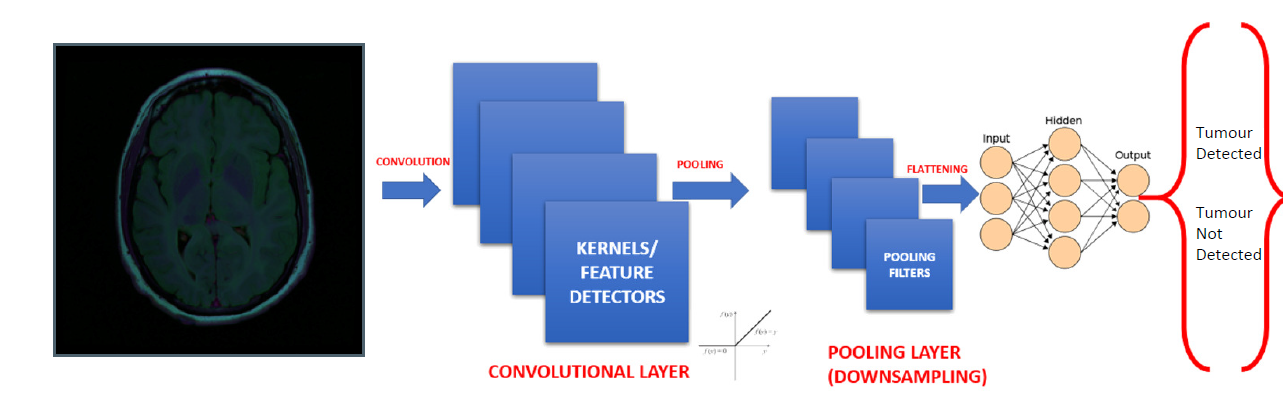 CONVOLUTION
KERNELS/
FEATURE
DETECTORS
CONVOLUTIONAL LAYER
f(y)
f(y)=y
f(y)=0
y
POOLING
POOLING
FILTERS
POOLING LAYER
(DOWNSAMPLING)
FLATTENING
Input
Hidden
Output
Tumour
Detected
Tumour
Not
Detected